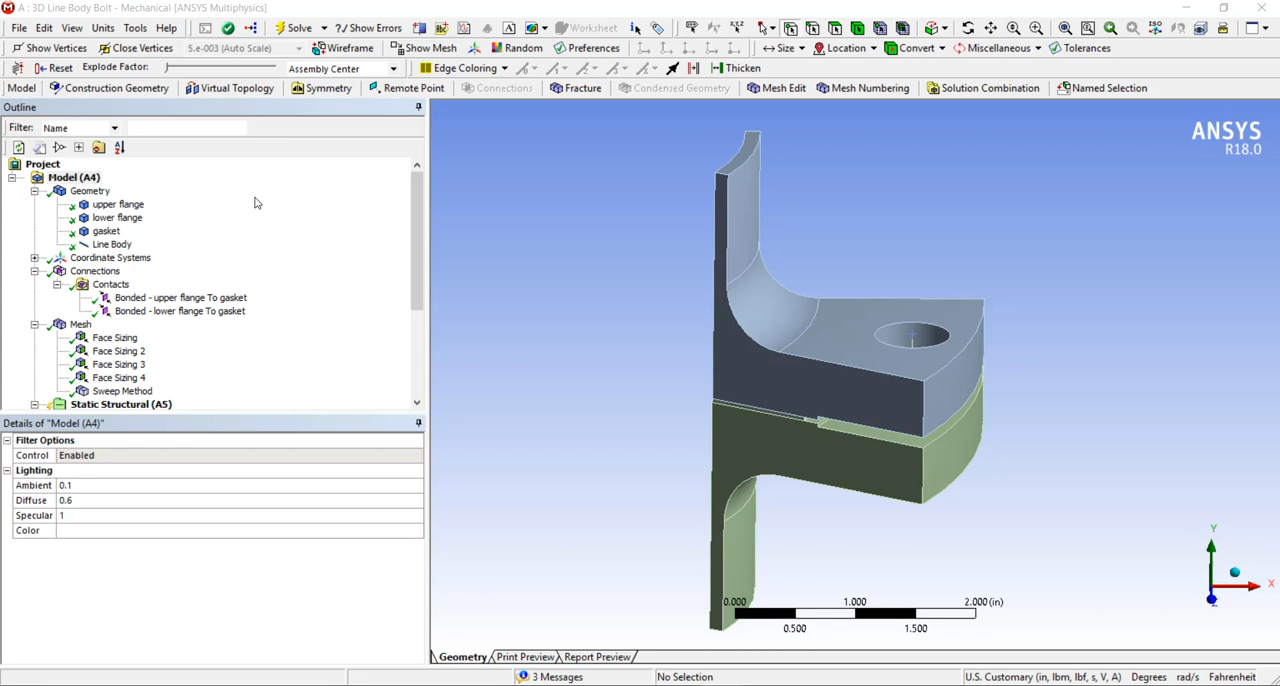 A : 3D Line Body Bolt - Mechanical [ANSYS Multiphysics]
File Edit View Units Tools Help Solve ?/Show Errors Worksheet
Show Vertices Close Vertices 5.e-003 (Auto Scale) Wireframe Show Mesh Random Preferences Size Location Convert Miscellaneous Tolerances
Reset Explode Factor: Assembly Center Edge Coloring Thicken
Model Construction Geometry Virtual Topology Symmetry Remote Point Connections Fracture Condensed Geometry Mesh Edit Mesh Numbering Solution Combination Named Selection
Outline
Filter: Name
Project
Model (A4)
Geometry
upper flange
lower flange
gasket
Line Body
Coordinate Systems
Connections
Contacts
Bonded - upper flange To gasket
Bonded - lower flange To gasket
Mesh
Face Sizing
Face Sizing 2
Face Sizing 3
Face Sizing 4
Sweep Method
Static Structural (A5)
Details of "Model (A4)"
Filter Options
Control Enabled
Lighting
Ambient 0.1
Diffuse 0.6
Specular 1
Color
ANSYS
R18.0
Y
X
Z
0.000 1.000 2.000 (in)
0.500 1.500
Geometry Print Preview Report Preview
3 Messages No Selection U.S. Customary (in, lbm, lbf, s, V, A) Degrees rad/s Fahrenheit